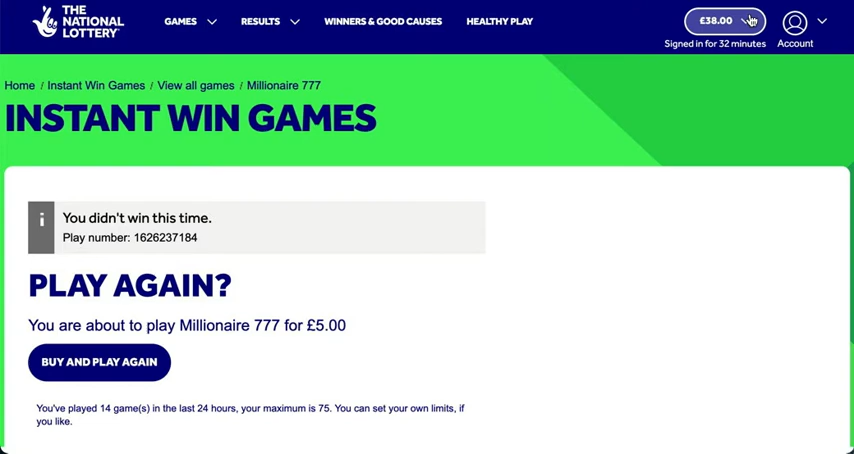 THE
NATIONAL
LOTTERY
GAMES
RESULTS
WINNERS & GOOD CAUSES
HEALTHY PLAY
£38.00
Signed in for 32 minutes
Account
Home / Instant Win Games / View all games / Millionaire 777
INSTANT WIN GAMES
i
You didn't win this time.
Play number: 1626237184
PLAY AGAIN?
You are about to play Millionaire 777 for £5.00
BUY AND PLAY AGAIN
You've played 14 game(s) in the last 24 hours, your maximum is 75. You can set your own limits, if
you like.